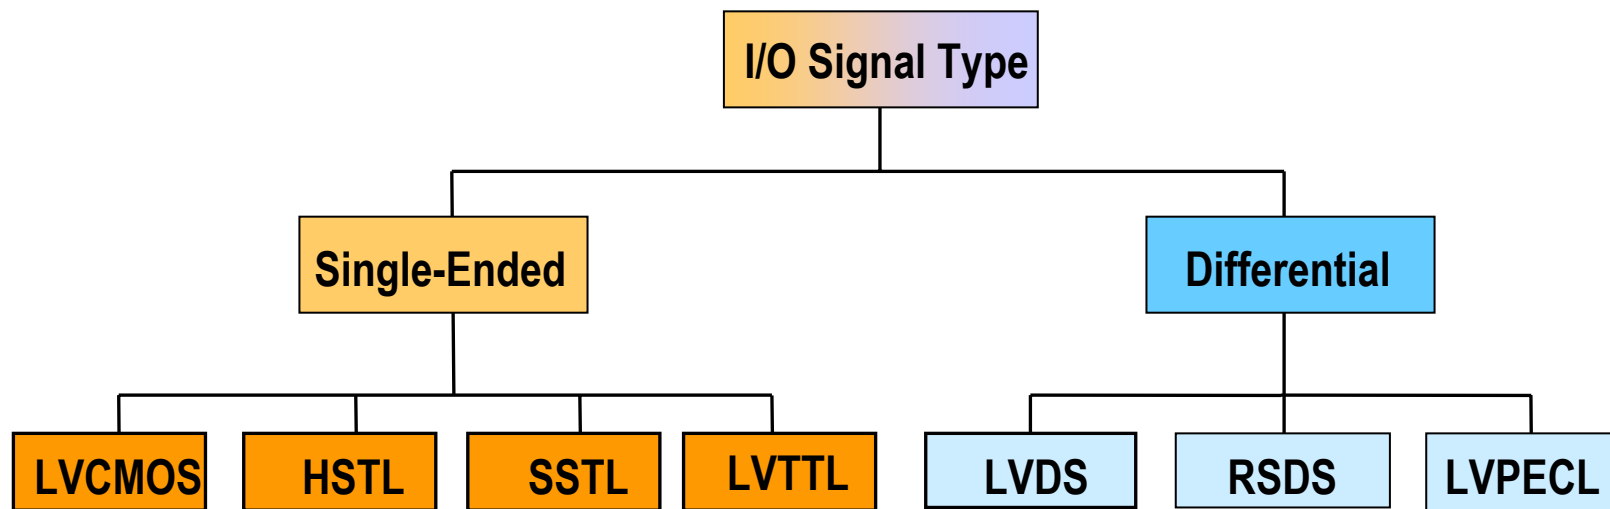 I/O Signal Type
Single-Ended
Differential
LVCMOS
HSTL
SSTL
LVTTL
LVDS
RSDS
LVPECL